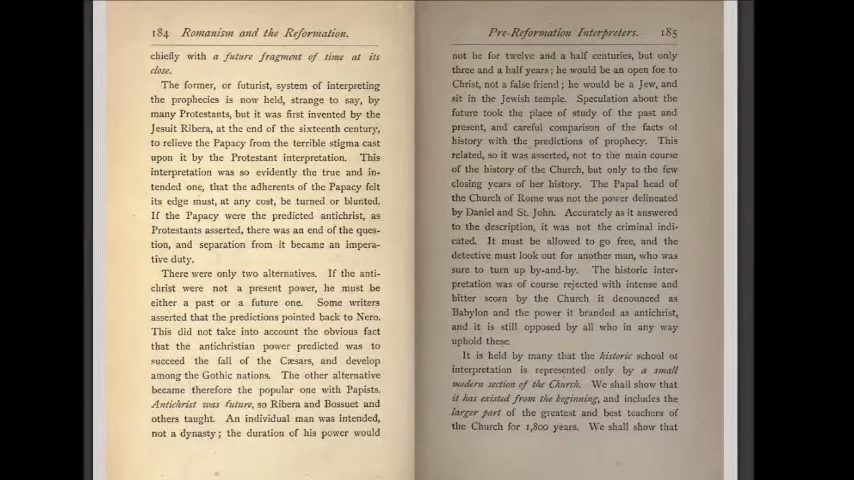 184 Romanism and the Reformation.
chiefly with a future fragment of time at its
close.
The former, or futurist, system of interpreting
the prophecies is now held, strange to say, by
many Protestants, but it was first invented by the
Jesuit Ribera, at the end of the sixteenth century,
to relieve the Papacy from the terrible stigma cast
upon it by the Protestant interpretation. This
interpretation was so evidently the true and in-
tended one, that the adherents of the Papacy felt
its edge must, at any cost, be turned or blunted.
If the Papacy were the predicted antichrist, as
Protestants asserted, there was an end of the ques-
tion, and separation from it became an impera-
tive duty.
There were only two alternatives. If the anti-
christ were not a present power, he must be
either a past or a future one. Some writers
asserted that the predictions pointed back to Nero.
This did not take into account the obvious fact
that the antichristian power predicted was to
succeed the fall of the Cæsars, and develop
among the Gothic nations. The other alternative
became therefore the popular one with Papists.
Antichrist was future, so Ribera and Bossuet and
others taught. An individual man was intended,
not a dynasty; the duration of his power would
Pre-Reformation Interpreters. 185
not be for twelve and a half centuries, but only
three and a half years; he would be an open foe to
Christ, not a false friend; he would be a Jew, and
sit in the Jewish temple. Speculation about the
future took the place of study of the past and
present, and careful comparison of the facts of
history with the predictions of prophecy. This
related, so it was asserted, not to the main course
of the history of the Church, but only to the few
closing years of her history. The Papal head of
the Church of Rome was not the power delineated
by Daniel and St. John. Accurately as it answered
to the description, it was not the criminal indi-
cated. It must be allowed to go free, and the
detective must look out for another man, who was
sure to turn up by-and-by. The historic inter-
pretation was of course rejected with intense and
bitter scorn by the Church it denounced as
Babylon and the power it branded as antichrist,
and it is still opposed by all who in any way
uphold these.
It is held by many that the historic school of
interpretation is represented only by a small
modern section of the Church. We shall show that
it has existed from the beginning, and includes the
larger part of the greatest and best teachers of
the Church for 1,800 years. We shall show that